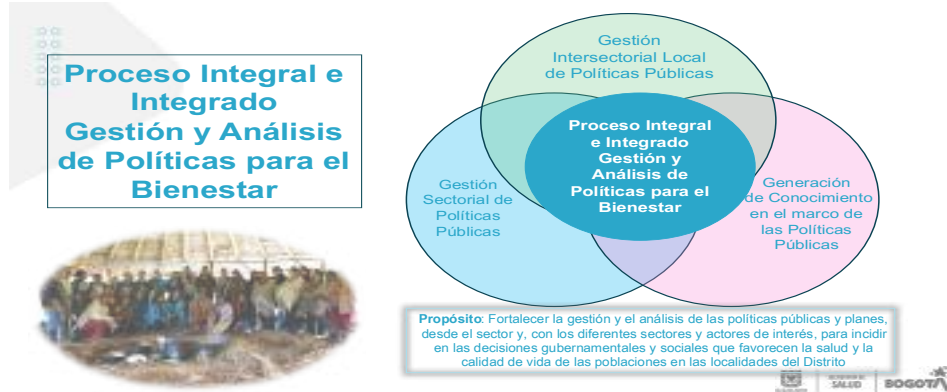 Proceso Integral e
Integrado
Gestión y Análisis
de Políticas para el
Bienestar
Gestión
Intersectorial Local
de Políticas Públicas
Proceso Integral
e Integrado
Gestión y
Análisis de
Políticas para el
Bienestar
Gestión
Sectorial de
Políticas
Públicas
Generación
de Conocimiento
en el marco de
las Políticas
Públicas
Propósito: Fortalecer la gestión y el análisis de las políticas públicas y planes,
desde el sector y, con los diferentes sectores y actores de interés, para incidir
en las decisiones gubernamentales y sociales que favorecen la salud y la
calidad de vida de las poblaciones en las localidades del Distrito
SALUD
BOGOTÁ